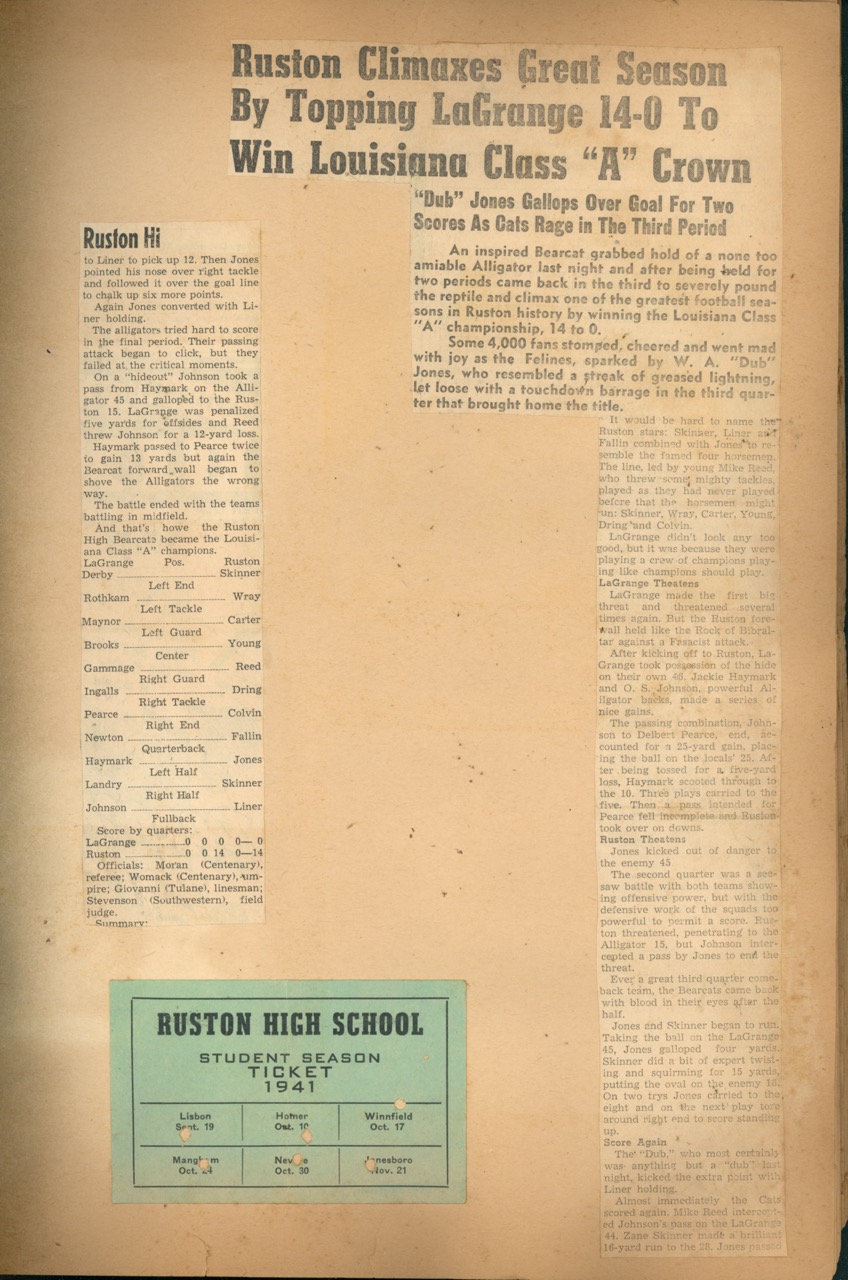 Ruston Climaxes Great Season
By Topping LaGrange 14-0 To
Win Louisiana Class "A" Crown
"Dub" Jones Gallops Over Goal For Two
Scores As Cats Rage in The Third Period
An inspired Bearcat grabbed hold of a none too
amiable Alligator last night and after being held for
two periods came back in the third to severely pound
the reptile and climax one of the greatest football sea-
sons in Ruston history by winning the Louisiana Class
"A" championship, 14 to 0.
Some 4,000 fans stomped, cheered and went mad
with joy as the Felines, sparked by W. A. "Dub"
Jones, who resembled a streak of greased lightning,
let loose with a touchdown barrage in the third quar-
ter that brought home the title.
It would be hard to name the
Ruston stars: Skinner, Liner and
Fallin combined with Jones to re-
semble the famed four horsemen.
The line, led by young Mike Reed,
who threw some mighty tackles,
played as they had never played
before that the horsemen might
run: Skinner, Wray, Carter, Young,
Dring and Colvin.
LaGrange didn't look any too
good, but it was because they were
playing a crew of champions play-
ing like champions should play.
LaGrange Theatens
LaGrange made the first big
threat and threatened several
times again. But the Ruston fore-
wall held like the Rock of Bibral-
tar against a Fasacist attack.
After kicking off to Ruston, La-
Grange took possession of the hide
on their own 46. Jackie Haymark
and O. S. Johnson, powerful Al-
ligator backs, made a series of
nice gains.
The passing combination, John-
son to Delbert Pearce, end, ac-
counted for a 25-yard gain, plac-
ing the ball on the locals' 25. Af-
ter being tossed for a five-yard
loss, Haymark scooted through to
the 10. Three plays carried to the
five. Then a pass intended for
Pearce fell incomplete and Ruston
took over on downs.
Ruston Theatens
Jones kicked out of danger to
the enemy 45
The second quarter was a see-
saw battle with both teams show-
ing offensive power, but with the
defensive work of the squads too
powerful to permit a score. Rus-
ton threatened, penetrating to the
Alligator 15, but Johnson inter-
cepted a pass by Jones to end the
threat.
Ever a great third quarter come-
back team, the Bearcats came back
with blood in their eyes after the
half.
Jones and Skinner began to run.
Taking the ball on the LaGrange
45, Jones galloped four yards.
Skinner did a bit of expert twist-
ing and squirming for 15 yards,
putting the oval on the enemy 16.
On two trys Jones carried to the
eight and on the next play tore
around right end to score standing
up.
Score Again
The "Dub," who most certainly
was anything but a "dub" last
night, kicked the extra point with
Liner holding.
Almost immediately the Cats
scored again. Mike Reed intercept-
ed Johnson's pass on the LaGrange
44. Zane Skinner made a brilliant
16-yard run to the 28. Jones passed
Ruston Hi
to Liner to pick up 12. Then Jones
pointed his nose over right tackle
and followed it over the goal line
to chalk up six more points.
Again Jones converted with Li-
ner holding.
The alligators tried hard to score
in the final period. Their passing
attack began to click, but they
failed at the critical moments.
On a "hideout" Johnson took a
pass from Haymark on the Alli-
gator 45 and galloped to the Rus-
ton 15. LaGrange was penalized
five yards for offsides and Reed
threw Johnson for a 12-yard loss.
Haymark passed to Pearce twice
to gain 13 yards but again the
Bearcat forward wall began to
shove the Alligators the wrong
way.
The battle ended with the teams
battling in midfield.
And that's howe the Ruston
High Bearcats became the Louisi-
ana Class "A" champions.
LaGrange Pos. Ruston
Derby ........ Skinner
Left End
Rothkam ........ Wray
Left Tackle
Maynor ........ Carter
Left Guard
Brooks ........ Young
Center
Gammage ........ Reed
Right Guard
Ingalls ........ Dring
Right Tackle
Pearce ........ Colvin
Right End
Newton ........ Fallin
Quarterback
Haymark ........ Jones
Left Half
Landry ........ Skinner
Right Half
Johnson ........ Liner
Fullback
Score by quarters:
LaGrange ........0 0 0 0— 0
Ruston ........0 0 14 0—14
Officials: Moran (Centenary),
referee; Womack (Centenary), um-
pire; Giovanni (Tulane), linesman;
Stevenson (Southwestern), field
judge.
Summary:
RUSTON HIGH SCHOOL
STUDENT SEASON
TICKET
1941
Lisbon Homer Winnfield
Sept. 19 Oct. 10 Oct. 17
Mangham Neville Jonesboro
Oct. 24 Oct. 30 Nov. 21